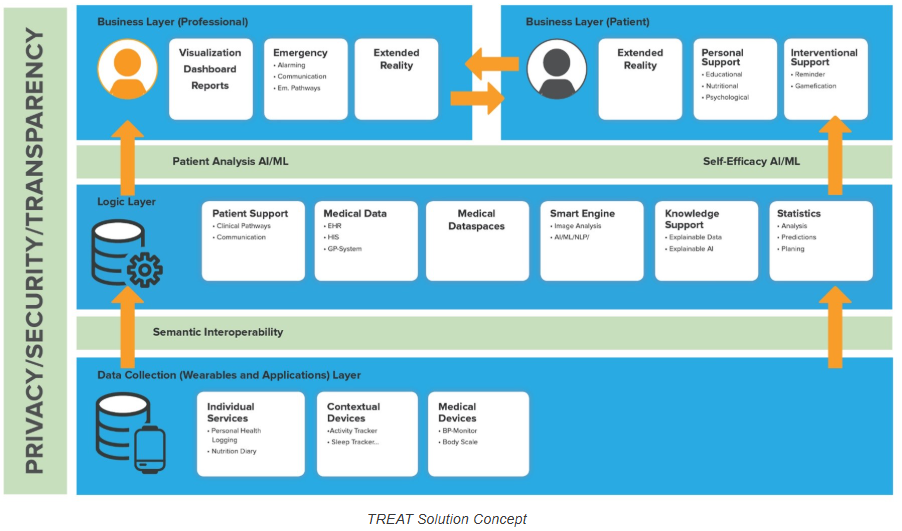 PRIVACY/SECURITY/TRANSPARENCY
Business Layer (Professional)
Visualization
Dashboard
Reports
Emergency
• Alarming
• Communication
• Em. Pathways
Extended
Reality
Business Layer (Patient)
Extended
Reality
Personal
Support
• Educational
• Nutritional
• Psychological
Interventional
Support
• Reminder
• Gamefication
Patient Analysis AI/ML
Self-Efficacy AI/ML
Logic Layer
Patient Support
• Clinical Pathways
• Communication
Medical Data
• EHR
• HIS
• GP-System
Medical
Dataspaces
Smart Engine
• Image Analysis
• AI/ML/NLP/
Knowledge
Support
• Explainable Data
• Explainable AI
Statistics
• Analysis
• Predictions
• Planing
Semantic Interoperability
Data Collection (Wearables and Applications) Layer
Individual
Services
• Personal Health
Logging
• Nutrition Diary
Contextual
Devices
•Activity Tracker
• Sleep Tracker...
Medical
Devices
• BP-Monitor
• Body Scale
TREAT Solution Concept